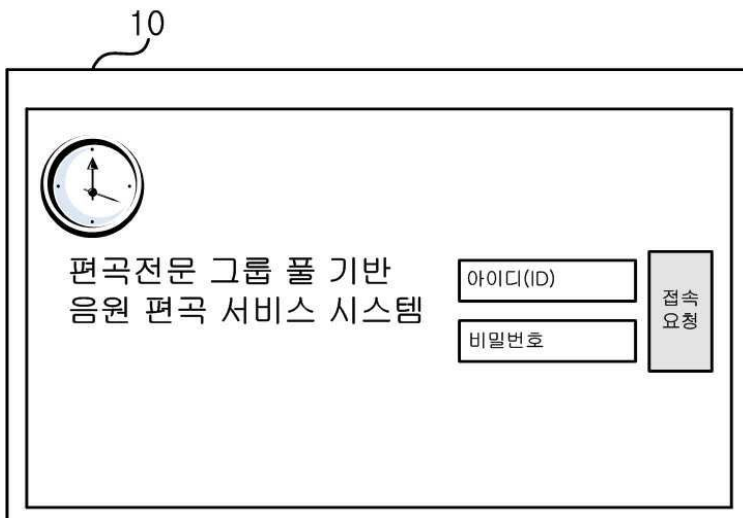 10
편곡전문 그룹 풀 기반
음원 편곡 서비스 시스템
아이디(ID)
비밀번호
접속
요청